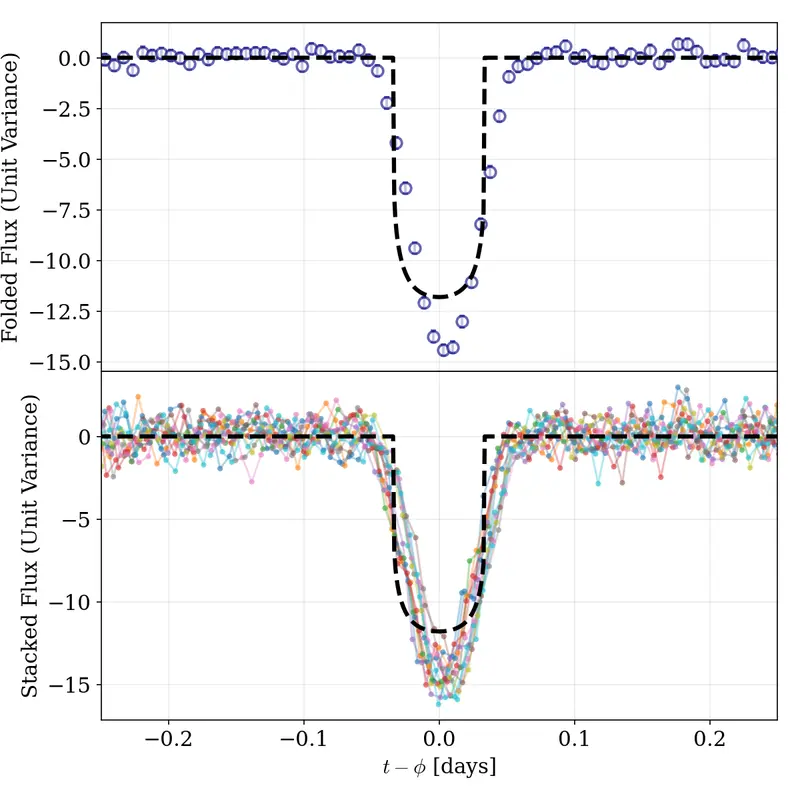 Folded Flux (Unit Variance)
0.0
−2.5
−5.0
−7.5
−10.0
−12.5
−15.0
Stacked Flux (Unit Variance)
0
−5
−10
−15
−0.2 −0.1 0.0 0.1 0.2
t − ϕ [days]